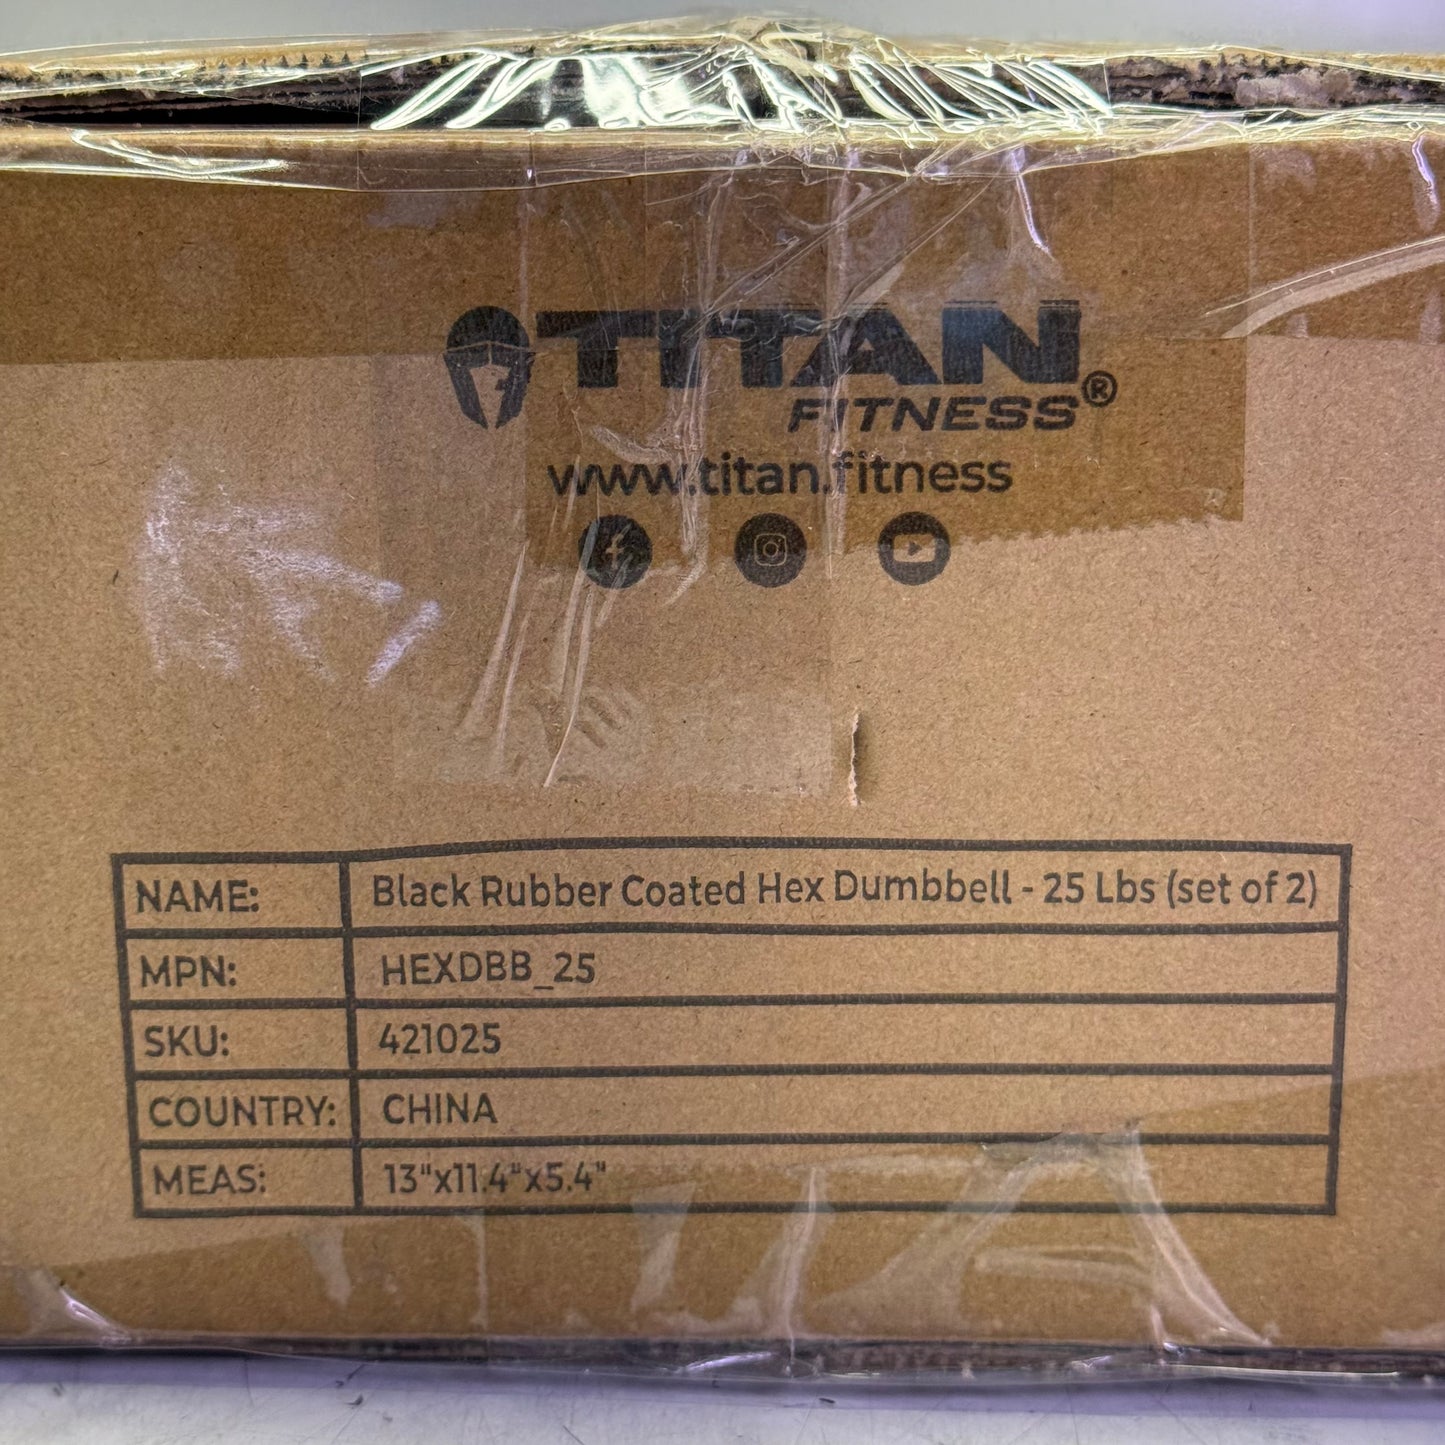 TITAN
FITNESS®
www.titan.fitness
NAME: Black Rubber Coated Hex Dumbbell - 25 Lbs (set of 2)
MPN: HEXDBB_25
SKU: 421025
COUNTRY: CHINA
MEAS: 13"x11.4"x5.4"